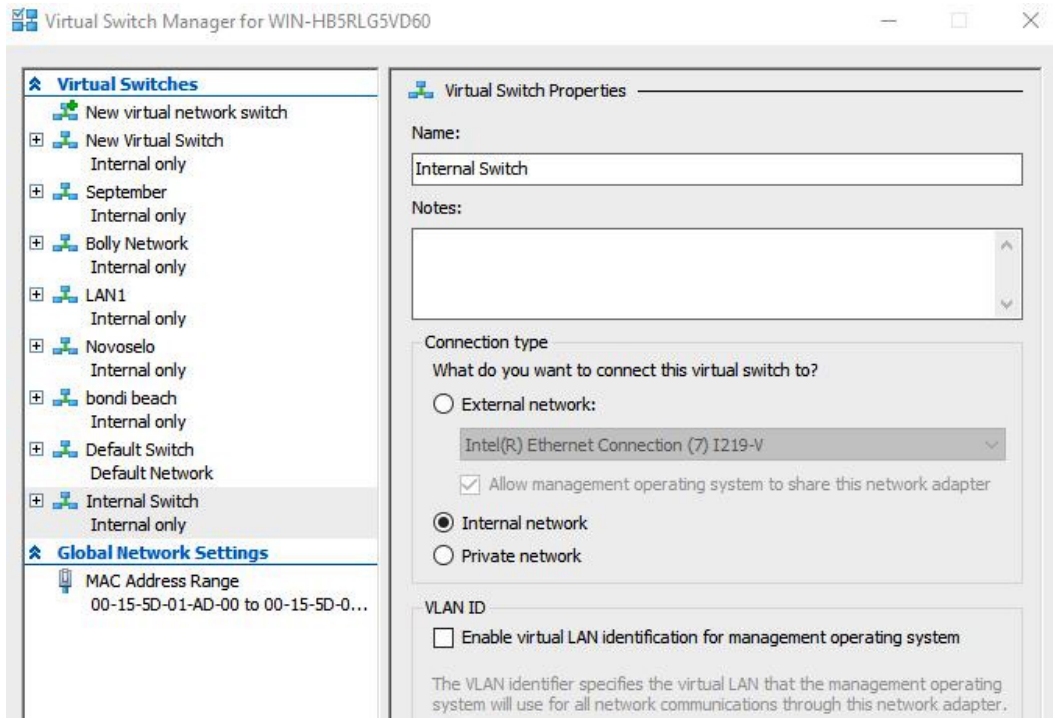 Virtual Switch Manager for WIN-HB5RLG5VD60
Virtual Switches
New virtual network switch
New Virtual Switch
Internal only
September
Internal only
Bolly Network
Internal only
LAN1
Internal only
Novoselo
Internal only
bondi beach
Internal only
Default Switch
Default Network
Internal Switch
Internal only
Global Network Settings
MAC Address Range
00-15-5D-01-AD-00 to 00-15-5D-0...
Virtual Switch Properties
Name:
Internal Switch
Notes:
Connection type
What do you want to connect this virtual switch to?
External network:
Intel(R) Ethernet Connection (7) I219-V
Allow management operating system to share this network adapter
Internal network
Private network
VLAN ID
Enable virtual LAN identification for management operating system
The VLAN identifier specifies the virtual LAN that the management operating
system will use for all network communications through this network adapter.